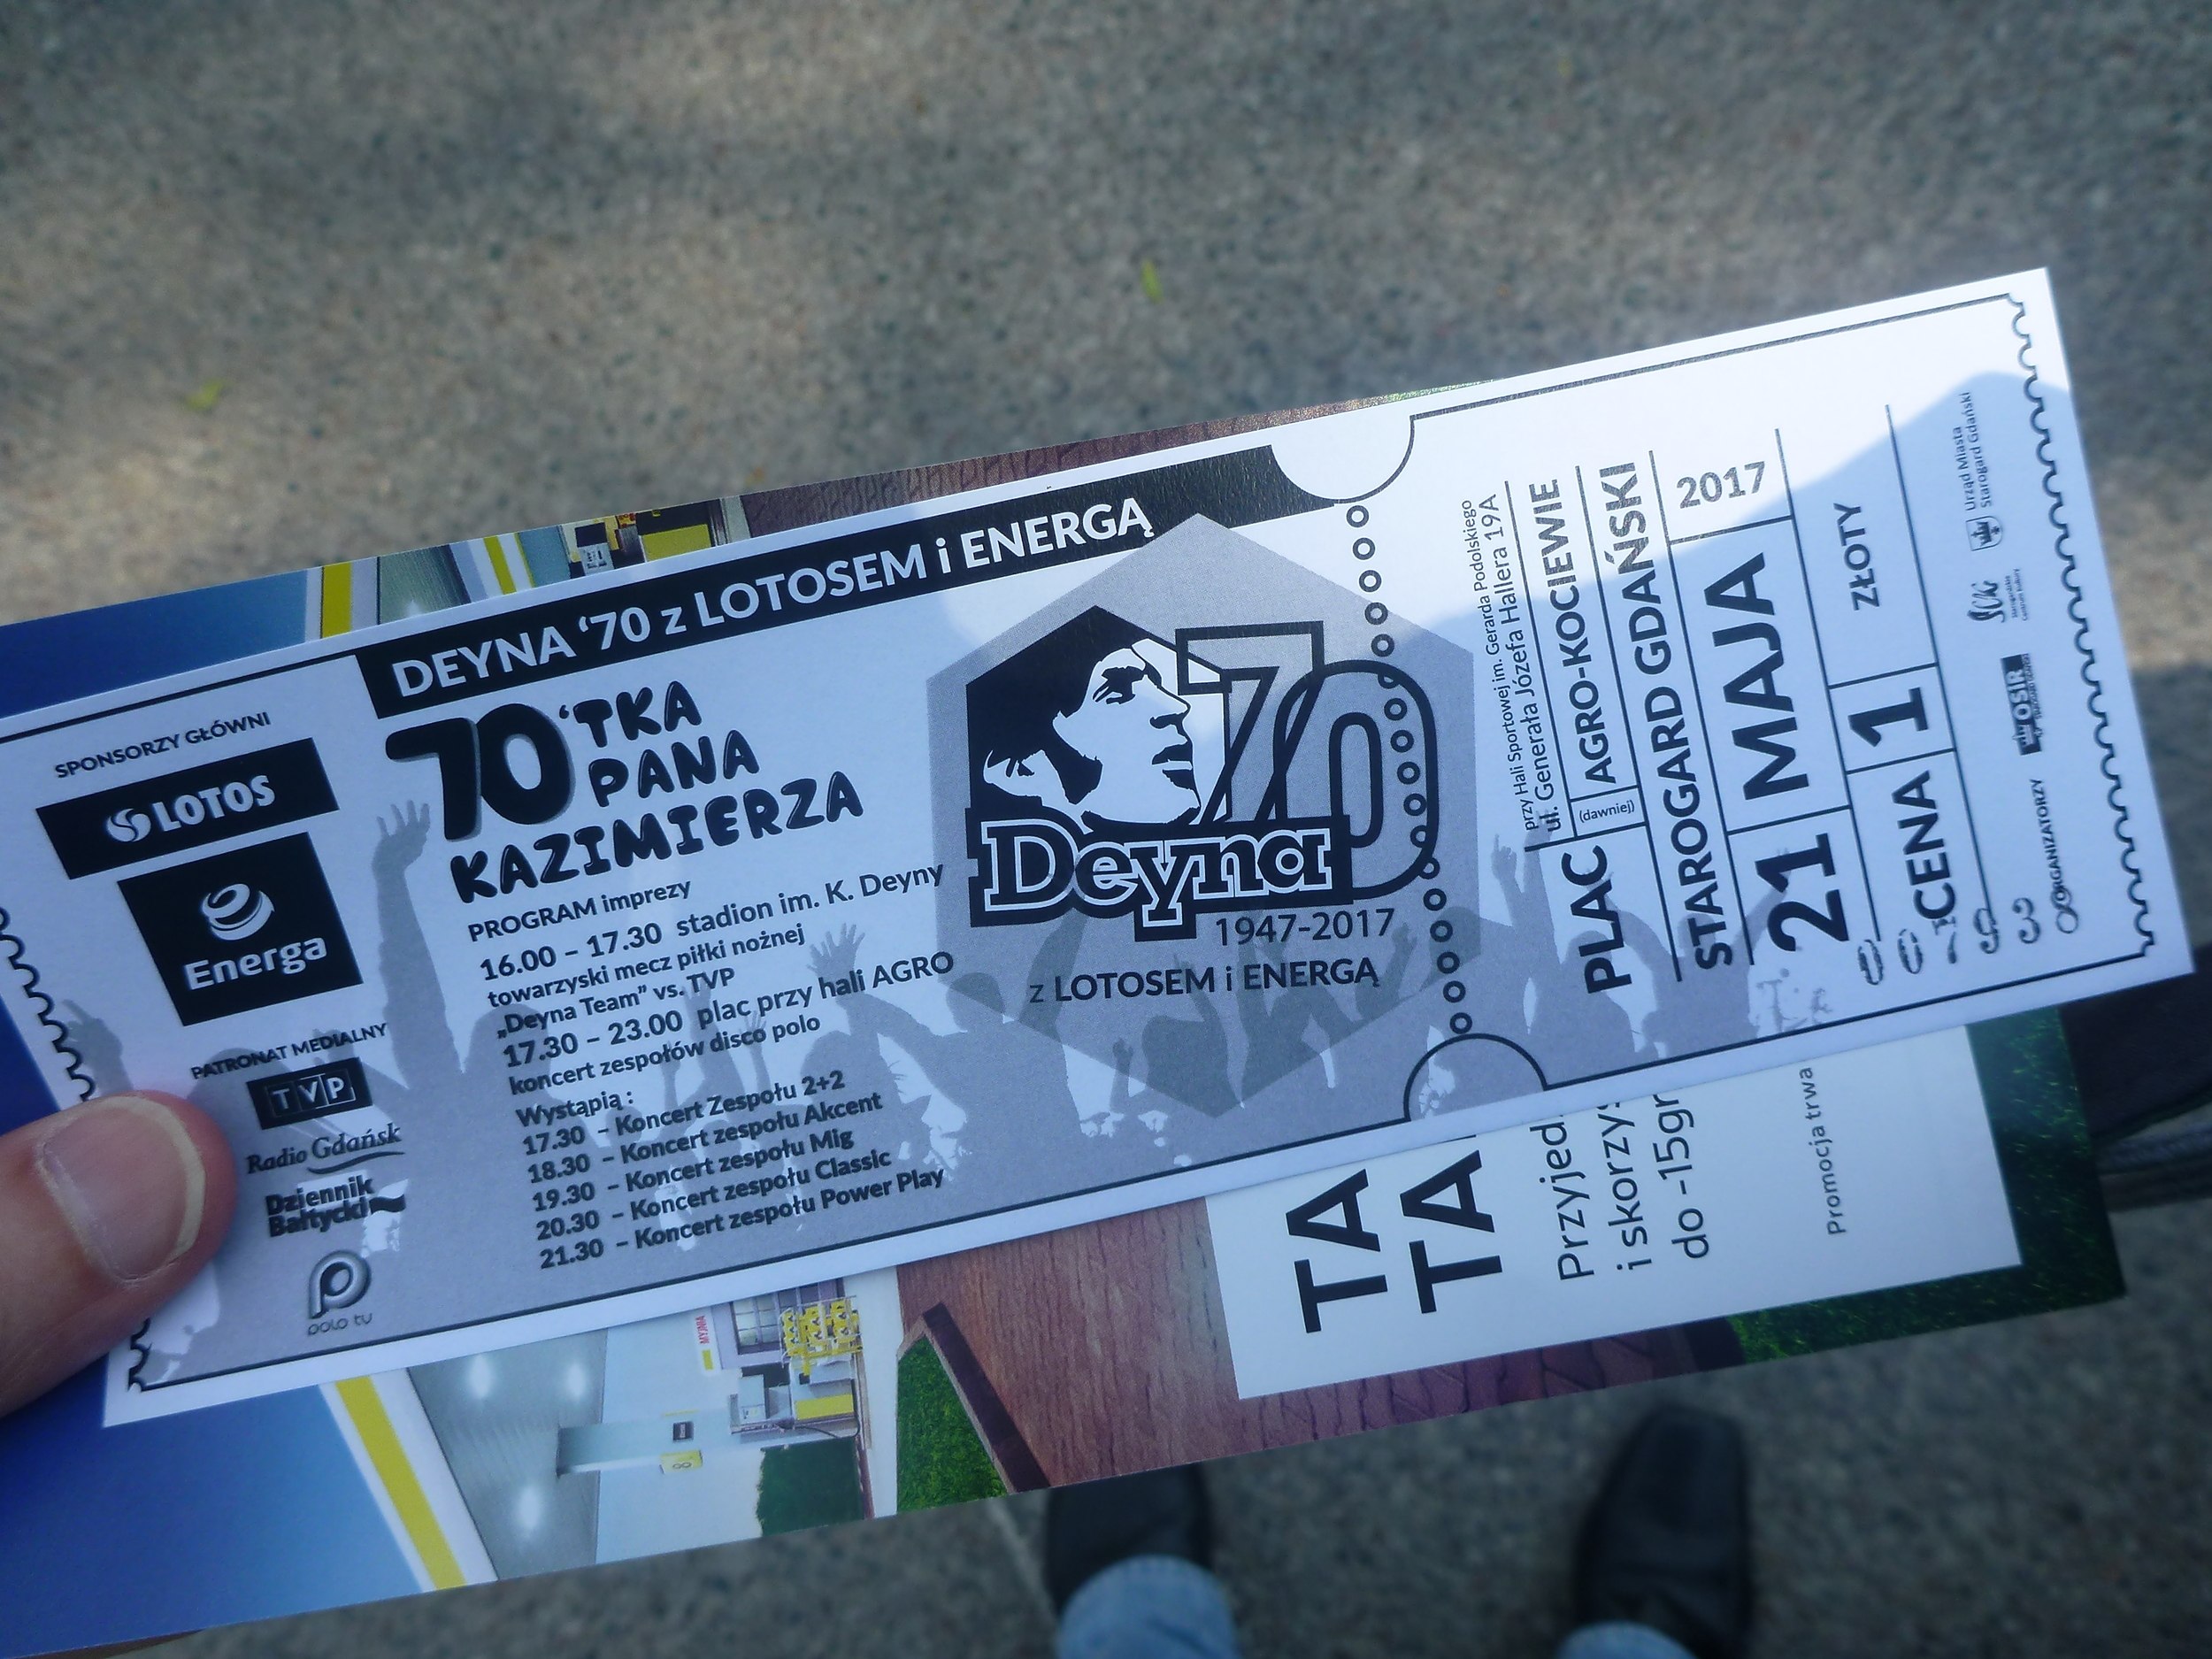 DEYNA '70 z LOTOSEM i ENERGĄ
SPONSORZY GŁÓWNI
LOTOS
Energa
PATRONAT MEDIALNY
TVP
Radio Gdańsk
Dziennik
Bałtycki
polo tv
70'TKA
PANA
KAZIMIERZA
PROGRAM imprezy
16.00 – 17.30 stadion im. K. Deyny
towarzyski mecz piłki nożnej
„Deyna Team” vs. TVP
17.30 – 23.00 plac przy hali AGRO
koncert zespołów disco polo
Wystąpią :
17.30 – Koncert Zespołu 2+2
18.30 – Koncert zespołu Akcent
19.30 – Koncert zespołu Mig
20.30 – Koncert zespołu Classic
21.30 – Koncert zespołu Power Play
70
Deyna
1947-2017
z LOTOSEM i ENERGĄ
przy Hali Sportowej im. Gerarda Podolskiego
ul. Generała Józefa Hallera 19A
PLAC (dawniej) AGRO-KOCIEWIE
STAROGARD GDAŃSKI
21 MAJA 2017
CENA 1 ZŁOTY
ORGANIZATORZY
OSIR
SCK
Urząd Miasta
Starogard Gdański
TA
TA
Przyjed
i skorzys
do -15gr
Promocja trwa
MYJNIA
8